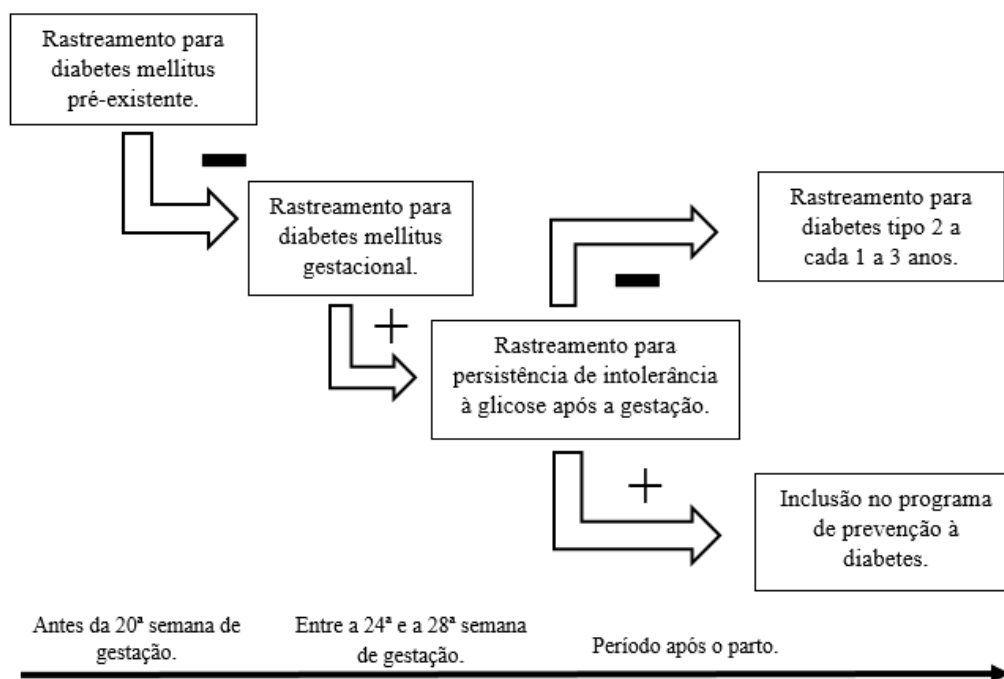 Rastreamento para
diabetes mellitus
pré-existente.
Rastreamento para
diabetes mellitus
gestacional.
Rastreamento para
diabetes tipo 2 a
cada 1 a 3 anos.
Rastreamento para
persistência de intolerância
à glicose após a gestação.
Inclusão no programa
de prevenção à
diabetes.
Antes da 20ª semana de
gestação.
Entre a 24ª e a 28ª semana
de gestação.
Período após o parto.